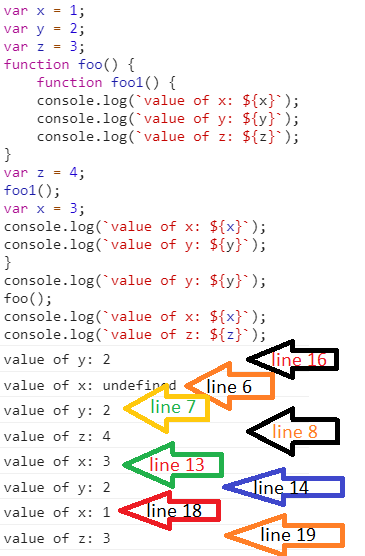 var x = 1;
var y = 2;
var z = 3;
function foo() {
    function foo1() {
    console.log(`value of x: ${x}`);
    console.log(`value of y: ${y}`);
    console.log(`value of z: ${z}`);
}
var z = 4;
foo1();
var x = 3;
console.log(`value of x: ${x}`);
console.log(`value of y: ${y}`);
}
console.log(`value of y: ${y}`);
foo();
console.log(`value of x: ${x}`);
console.log(`value of z: ${z}`);
value of y: 2 line 16
value of x: undefined line 6
value of y: 2 line 7
value of z: 4 line 8
value of x: 3 line 13
value of y: 2 line 14
value of x: 1 line 18
value of z: 3 line 19